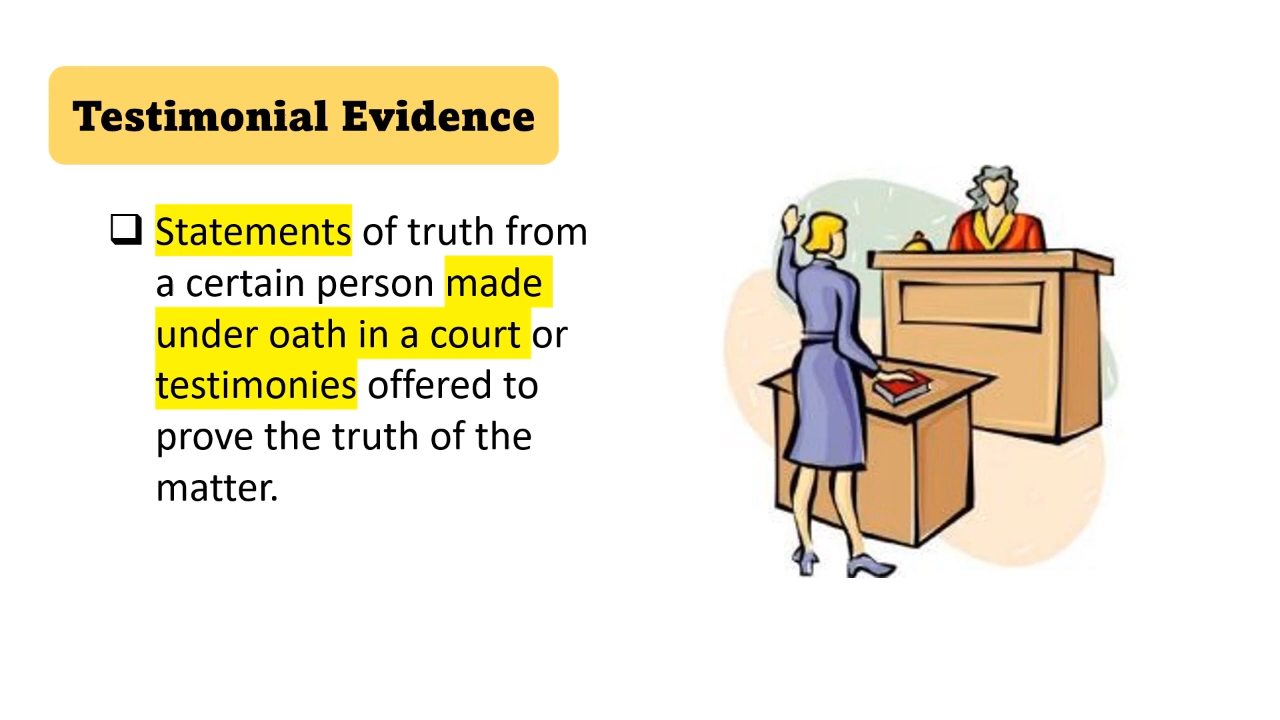 Testimonial Evidence
❑ Statements of truth from
a certain person made
under oath in a court or
testimonies offered to
prove the truth of the
matter.